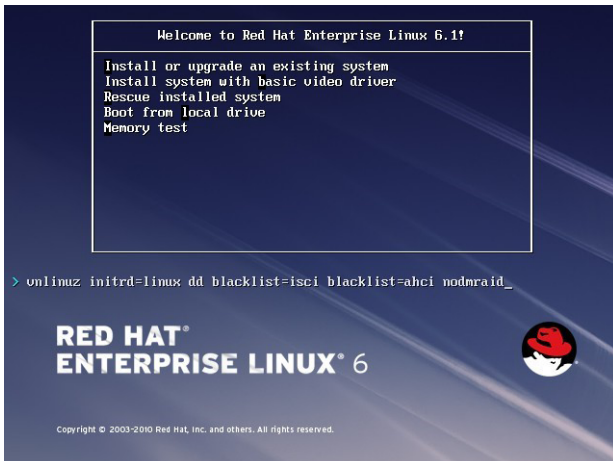 Welcome to Red Hat Enterprise Linux 6.1!
Install or upgrade an existing system
Install system with basic video driver
Rescue installed system
Boot from local drive
Memory test
> vmlinuz initrd=linux dd blacklist=isci blacklist=ahci nodmraid_
RED HAT®
ENTERPRISE LINUX® 6
Copyright © 2003-2010 Red Hat, Inc. and others. All rights reserved.